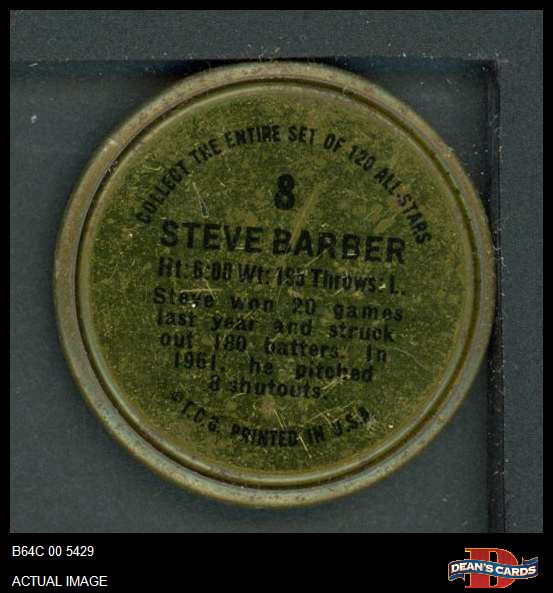 COLLECT THE ENTIRE SET OF 120 ALL-STARS
8
STEVE BARBER
Ht: 6:00 Wt: 195 Throws: L.
Steve won 20 games
last year and struck
out 180 batters. In
1961, he pitched
8 shutouts.
© T.C.G. PRINTED IN U.S.A.
B64C 00 5429
ACTUAL IMAGE
D
DEAN'S CARDS